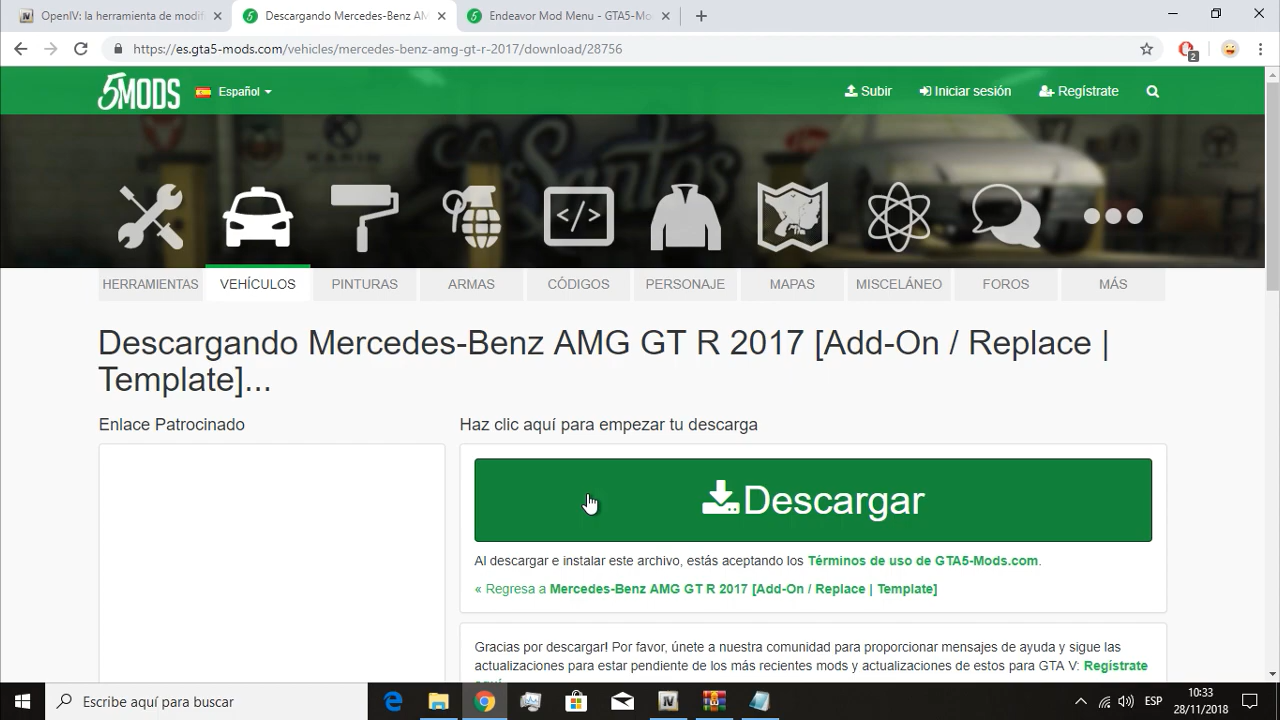 OpenIV: la herramienta de modif
Descargando Mercedes-Benz AM
Endeavor Mod Menu - GTA5-Mo
https://es.gta5-mods.com/vehicles/mercedes-benz-amg-gt-r-2017/download/28756
2
5MODS
Español
Subir
Iniciar sesión
Regístrate
KARIN
Los Santos
HERRAMIENTAS
VEHÍCULOS
PINTURAS
ARMAS
CÓDIGOS
PERSONAJE
MAPAS
MISCELÁNEO
FOROS
MÁS
Descargando Mercedes-Benz AMG GT R 2017 [Add-On / Replace |
Template]...
Enlace Patrocinado
Haz clic aquí para empezar tu descarga
Descargar
Al descargar e instalar este archivo, estás aceptando los Términos de uso de GTA5-Mods.com.
« Regresa a Mercedes-Benz AMG GT R 2017 [Add-On / Replace | Template]
Gracias por descargar! Por favor, únete a nuestra comunidad para proporcionar mensajes de ayuda y sigue las
actualizaciones para estar pendiente de los más recientes mods y actualizaciones de estos para GTA V: Regístrate
Escribe aquí para buscar
ESP
10:33
28/11/2018